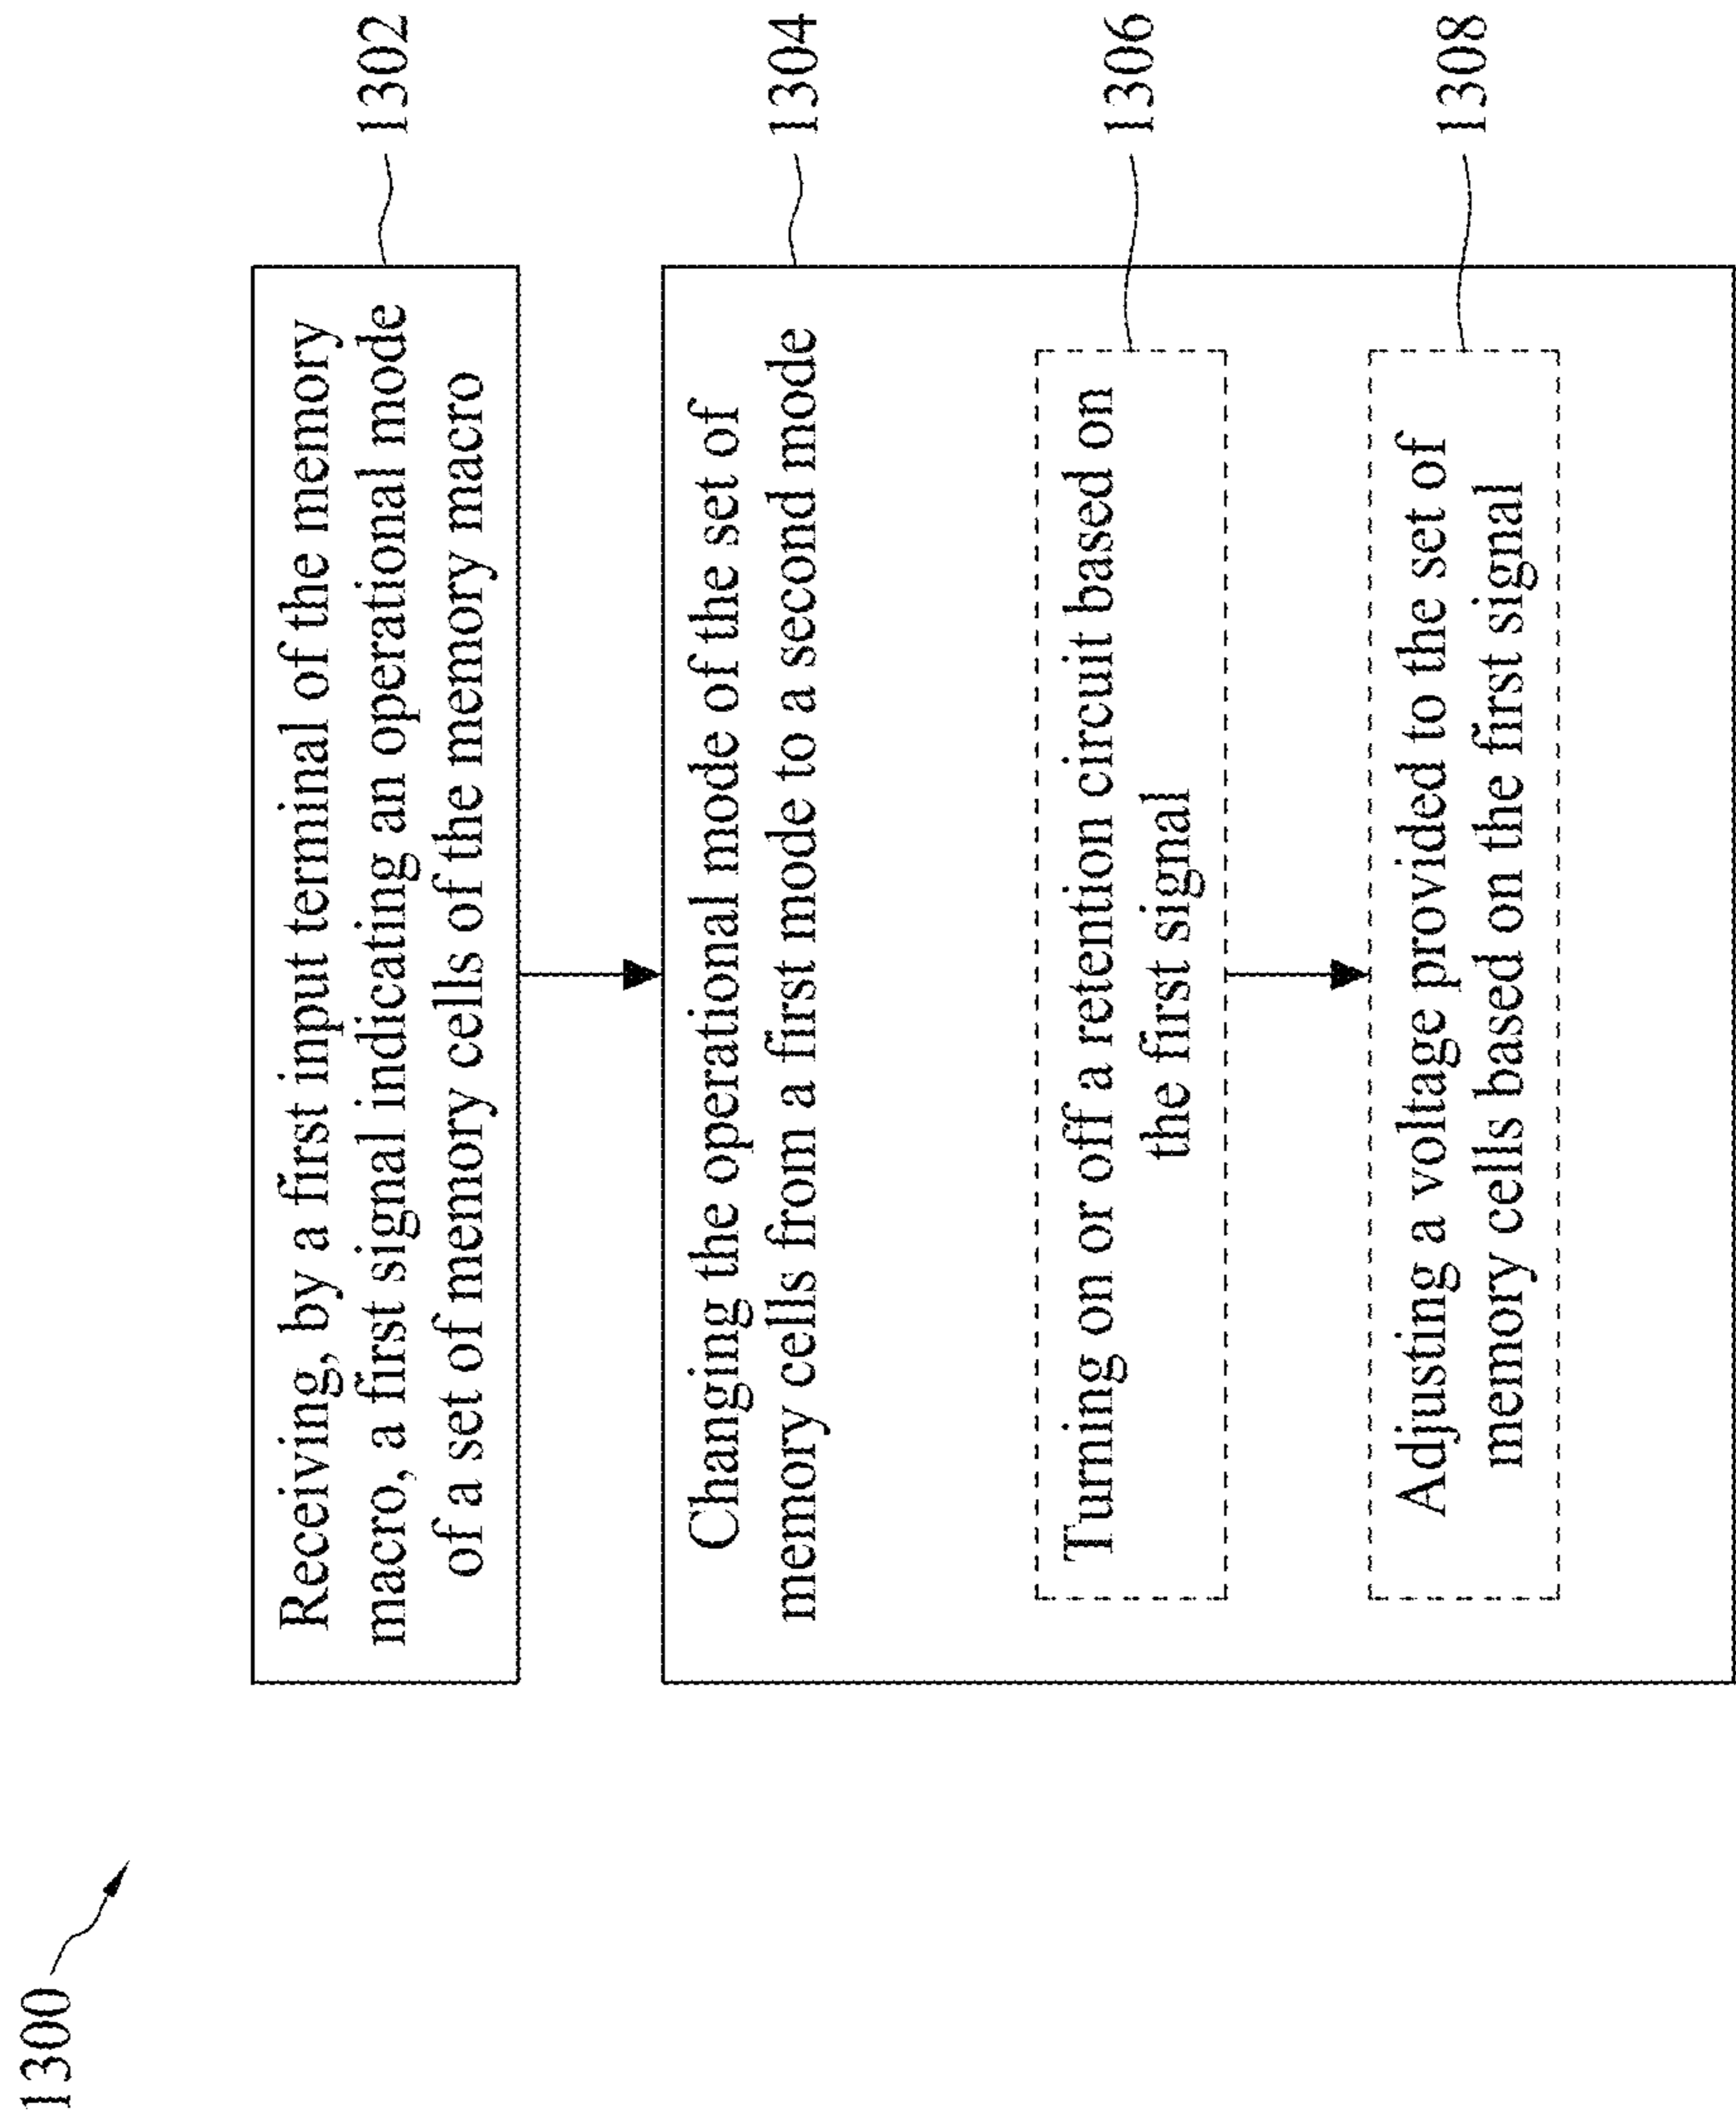 1300
Receiving, by a first input terminal of the memory
macro, a first signal indicating an operational mode
of a set of memory cells of the memory macro
1302
Changing the operational mode of the set of
memory cells from a first mode to a second mode
1304
Turning on or off a retention circuit based on
the first signal
1306
Adjusting a voltage provided to the set of
memory cells based on the first signal
1308